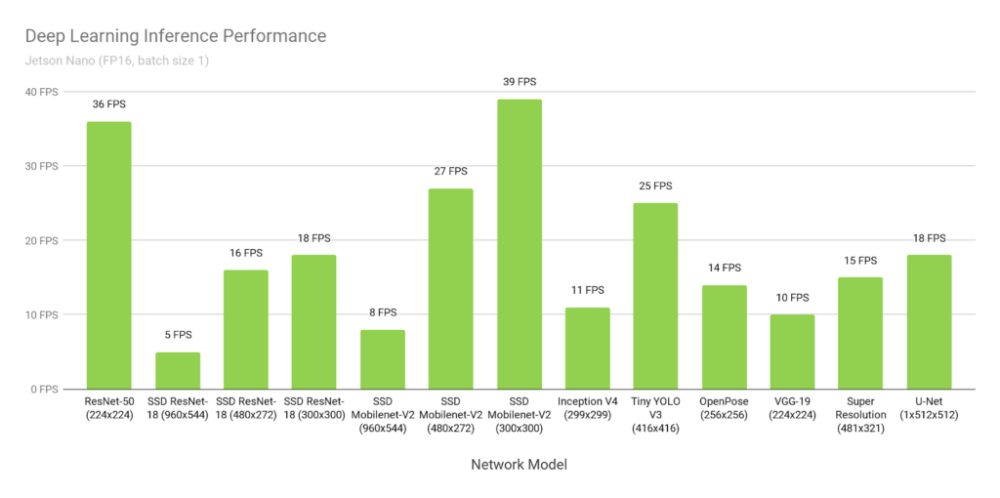 Deep Learning Inference Performance
Jetson Nano (FP16, batch size 1)
40 FPS
30 FPS
20 FPS
10 FPS
0 FPS
36 FPS
5 FPS
16 FPS
18 FPS
8 FPS
27 FPS
39 FPS
11 FPS
25 FPS
14 FPS
10 FPS
15 FPS
18 FPS
ResNet-50
(224x224)
SSD ResNet-
18 (960x544)
SSD ResNet-
18 (480x272)
SSD ResNet-
18 (300x300)
SSD
Mobilenet-V2
(960x544)
SSD
Mobilenet-V2
(480x272)
SSD
Mobilenet-V2
(300x300)
Inception V4
(299x299)
Tiny YOLO
V3
(416x416)
OpenPose
(256x256)
VGG-19
(224x224)
Super
Resolution
(481x321)
U-Net
(1x512x512)
Network Model